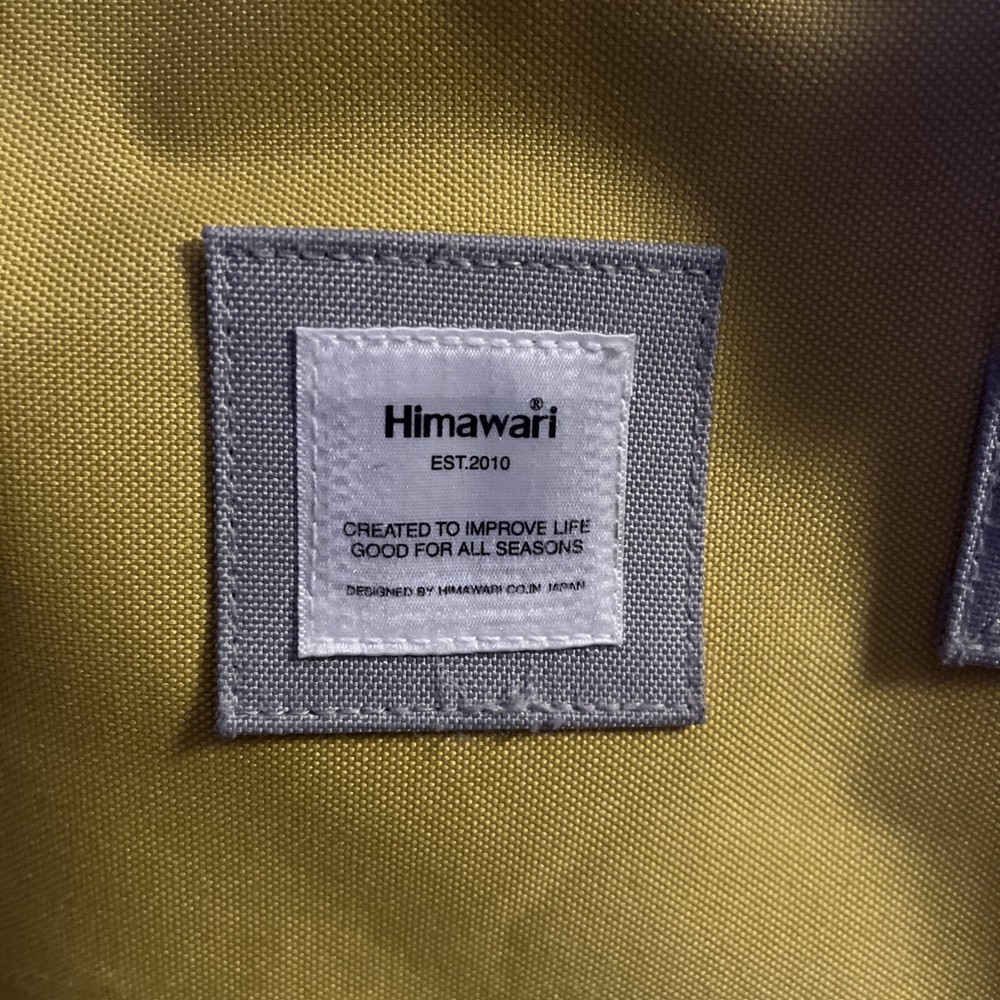 Himawari®
EST.2010
CREATED TO IMPROVE LIFE
GOOD FOR ALL SEASONS
DESIGNED BY HIMAWARI CO.IN JAPAN